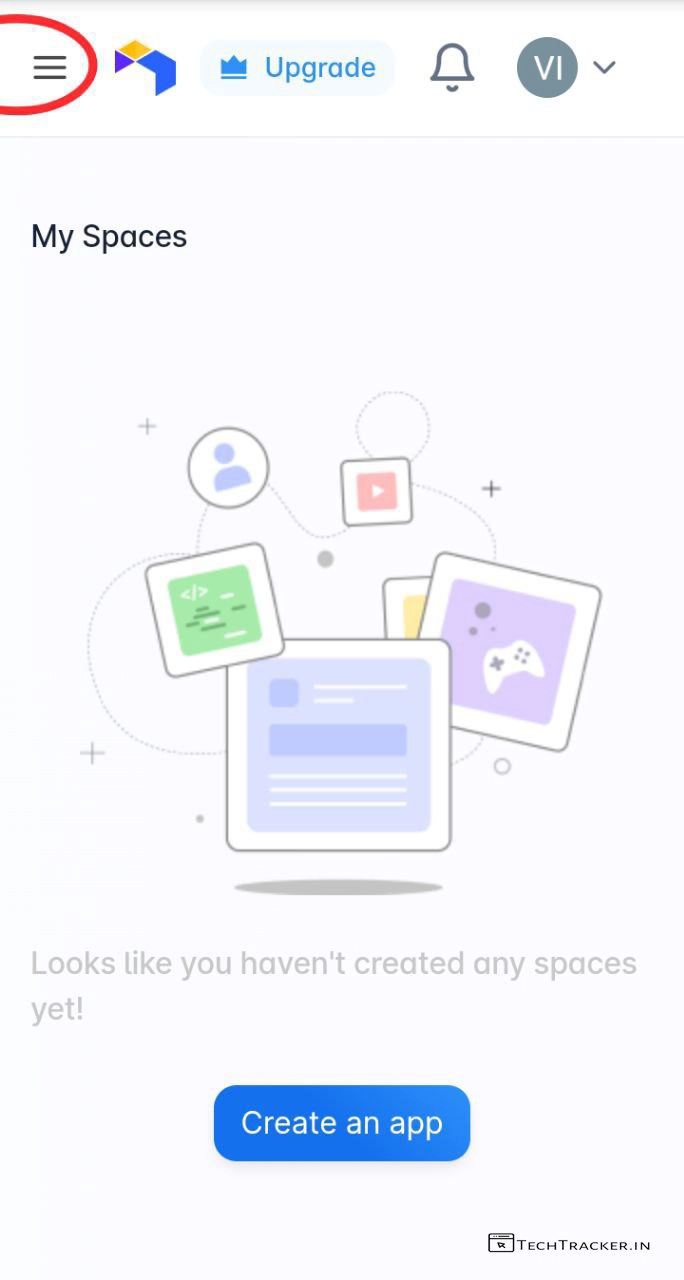 Upgrade
VI
My Spaces
</>
Looks like you haven't created any spaces
yet!
Create an app
TECHTRACKER.IN